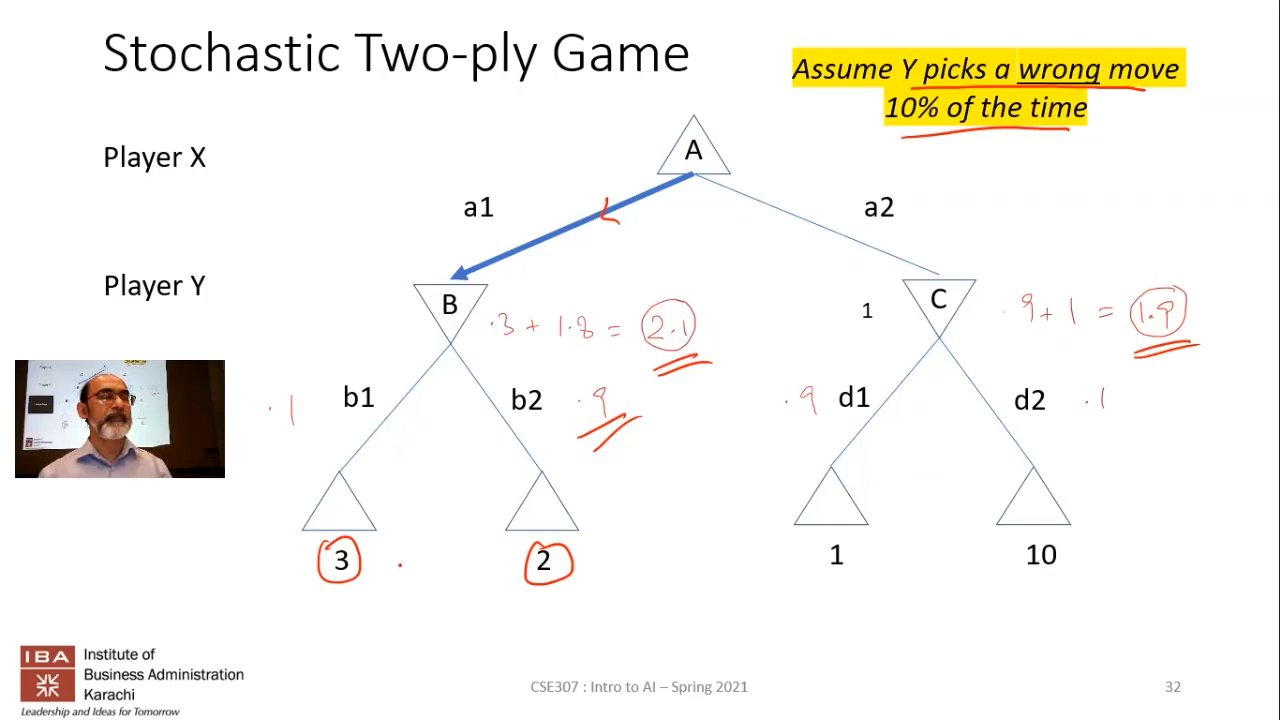 Stochastic Two-ply Game
Assume Y picks a wrong move
10% of the time
Player X
A
a1
a2
Player Y
B
C
1
.3 + 1.8 = 2.1
.9 + 1 = 1.9
.1
b1
b2
.9
.9
d1
d2
.1
3
2
1
10
IBA
Institute of
Business Administration
Karachi
Leadership and Ideas for Tomorrow
CSE307 : Intro to AI – Spring 2021
32